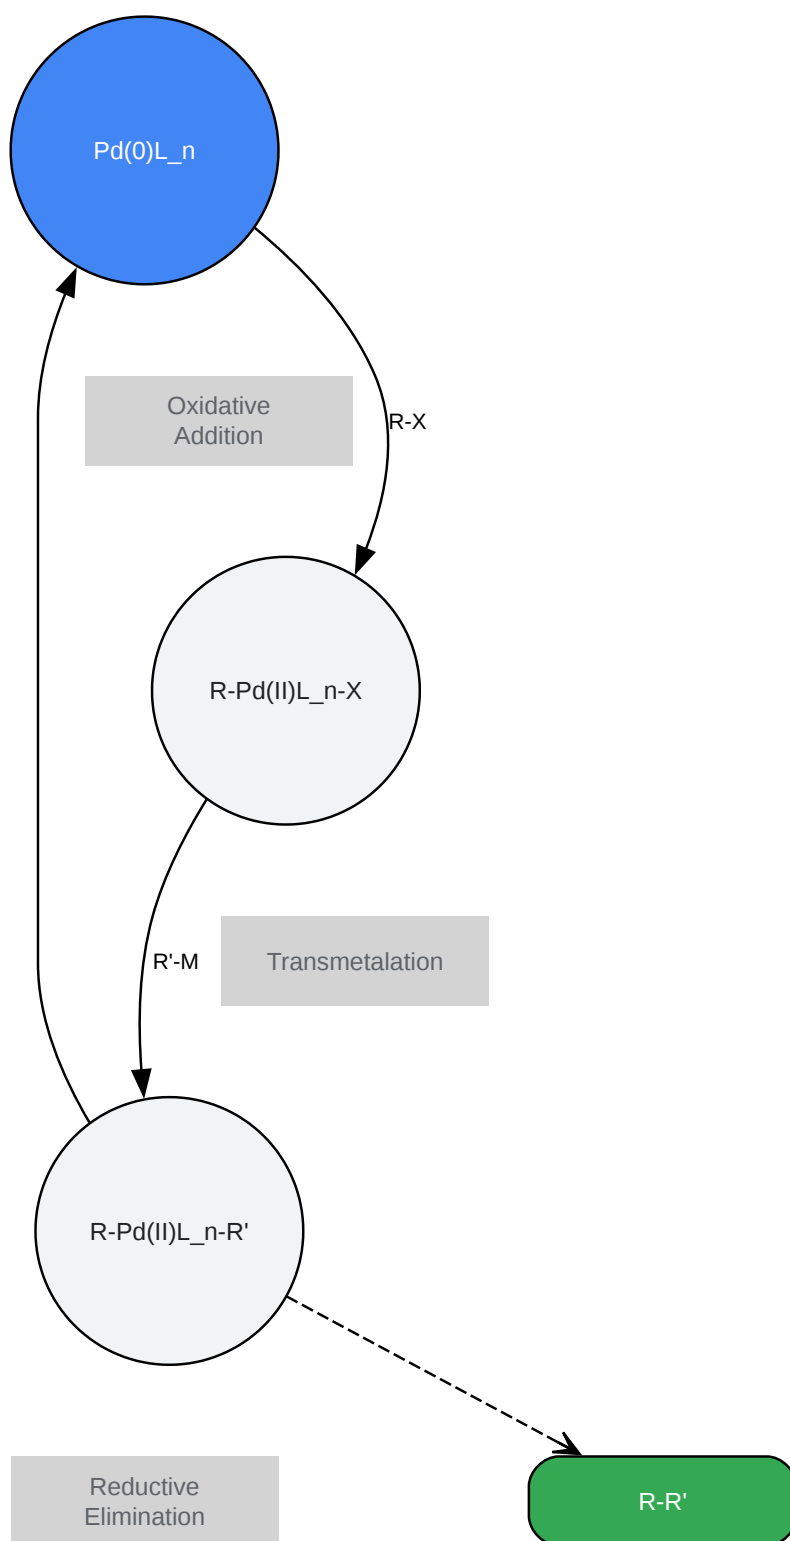 Pd(0)L_n
Oxidative
Addition
R-X
R-Pd(II)L_n-X
R'-M
Transmetalation
R-Pd(II)L_n-R'
Reductive
Elimination
R-R'